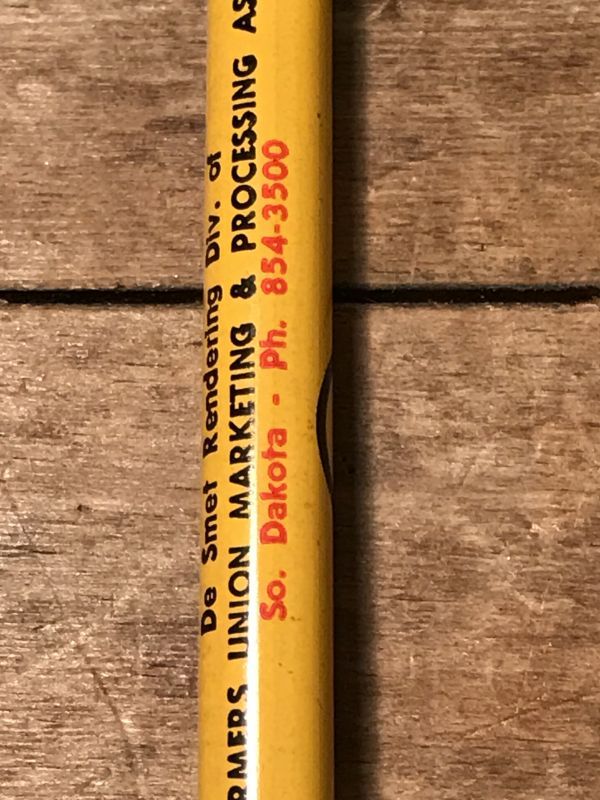 De Smet Rendering Div. of
RMERS UNION MARKETING & PROCESSING AS
So. Dakota - Ph. 854-3500